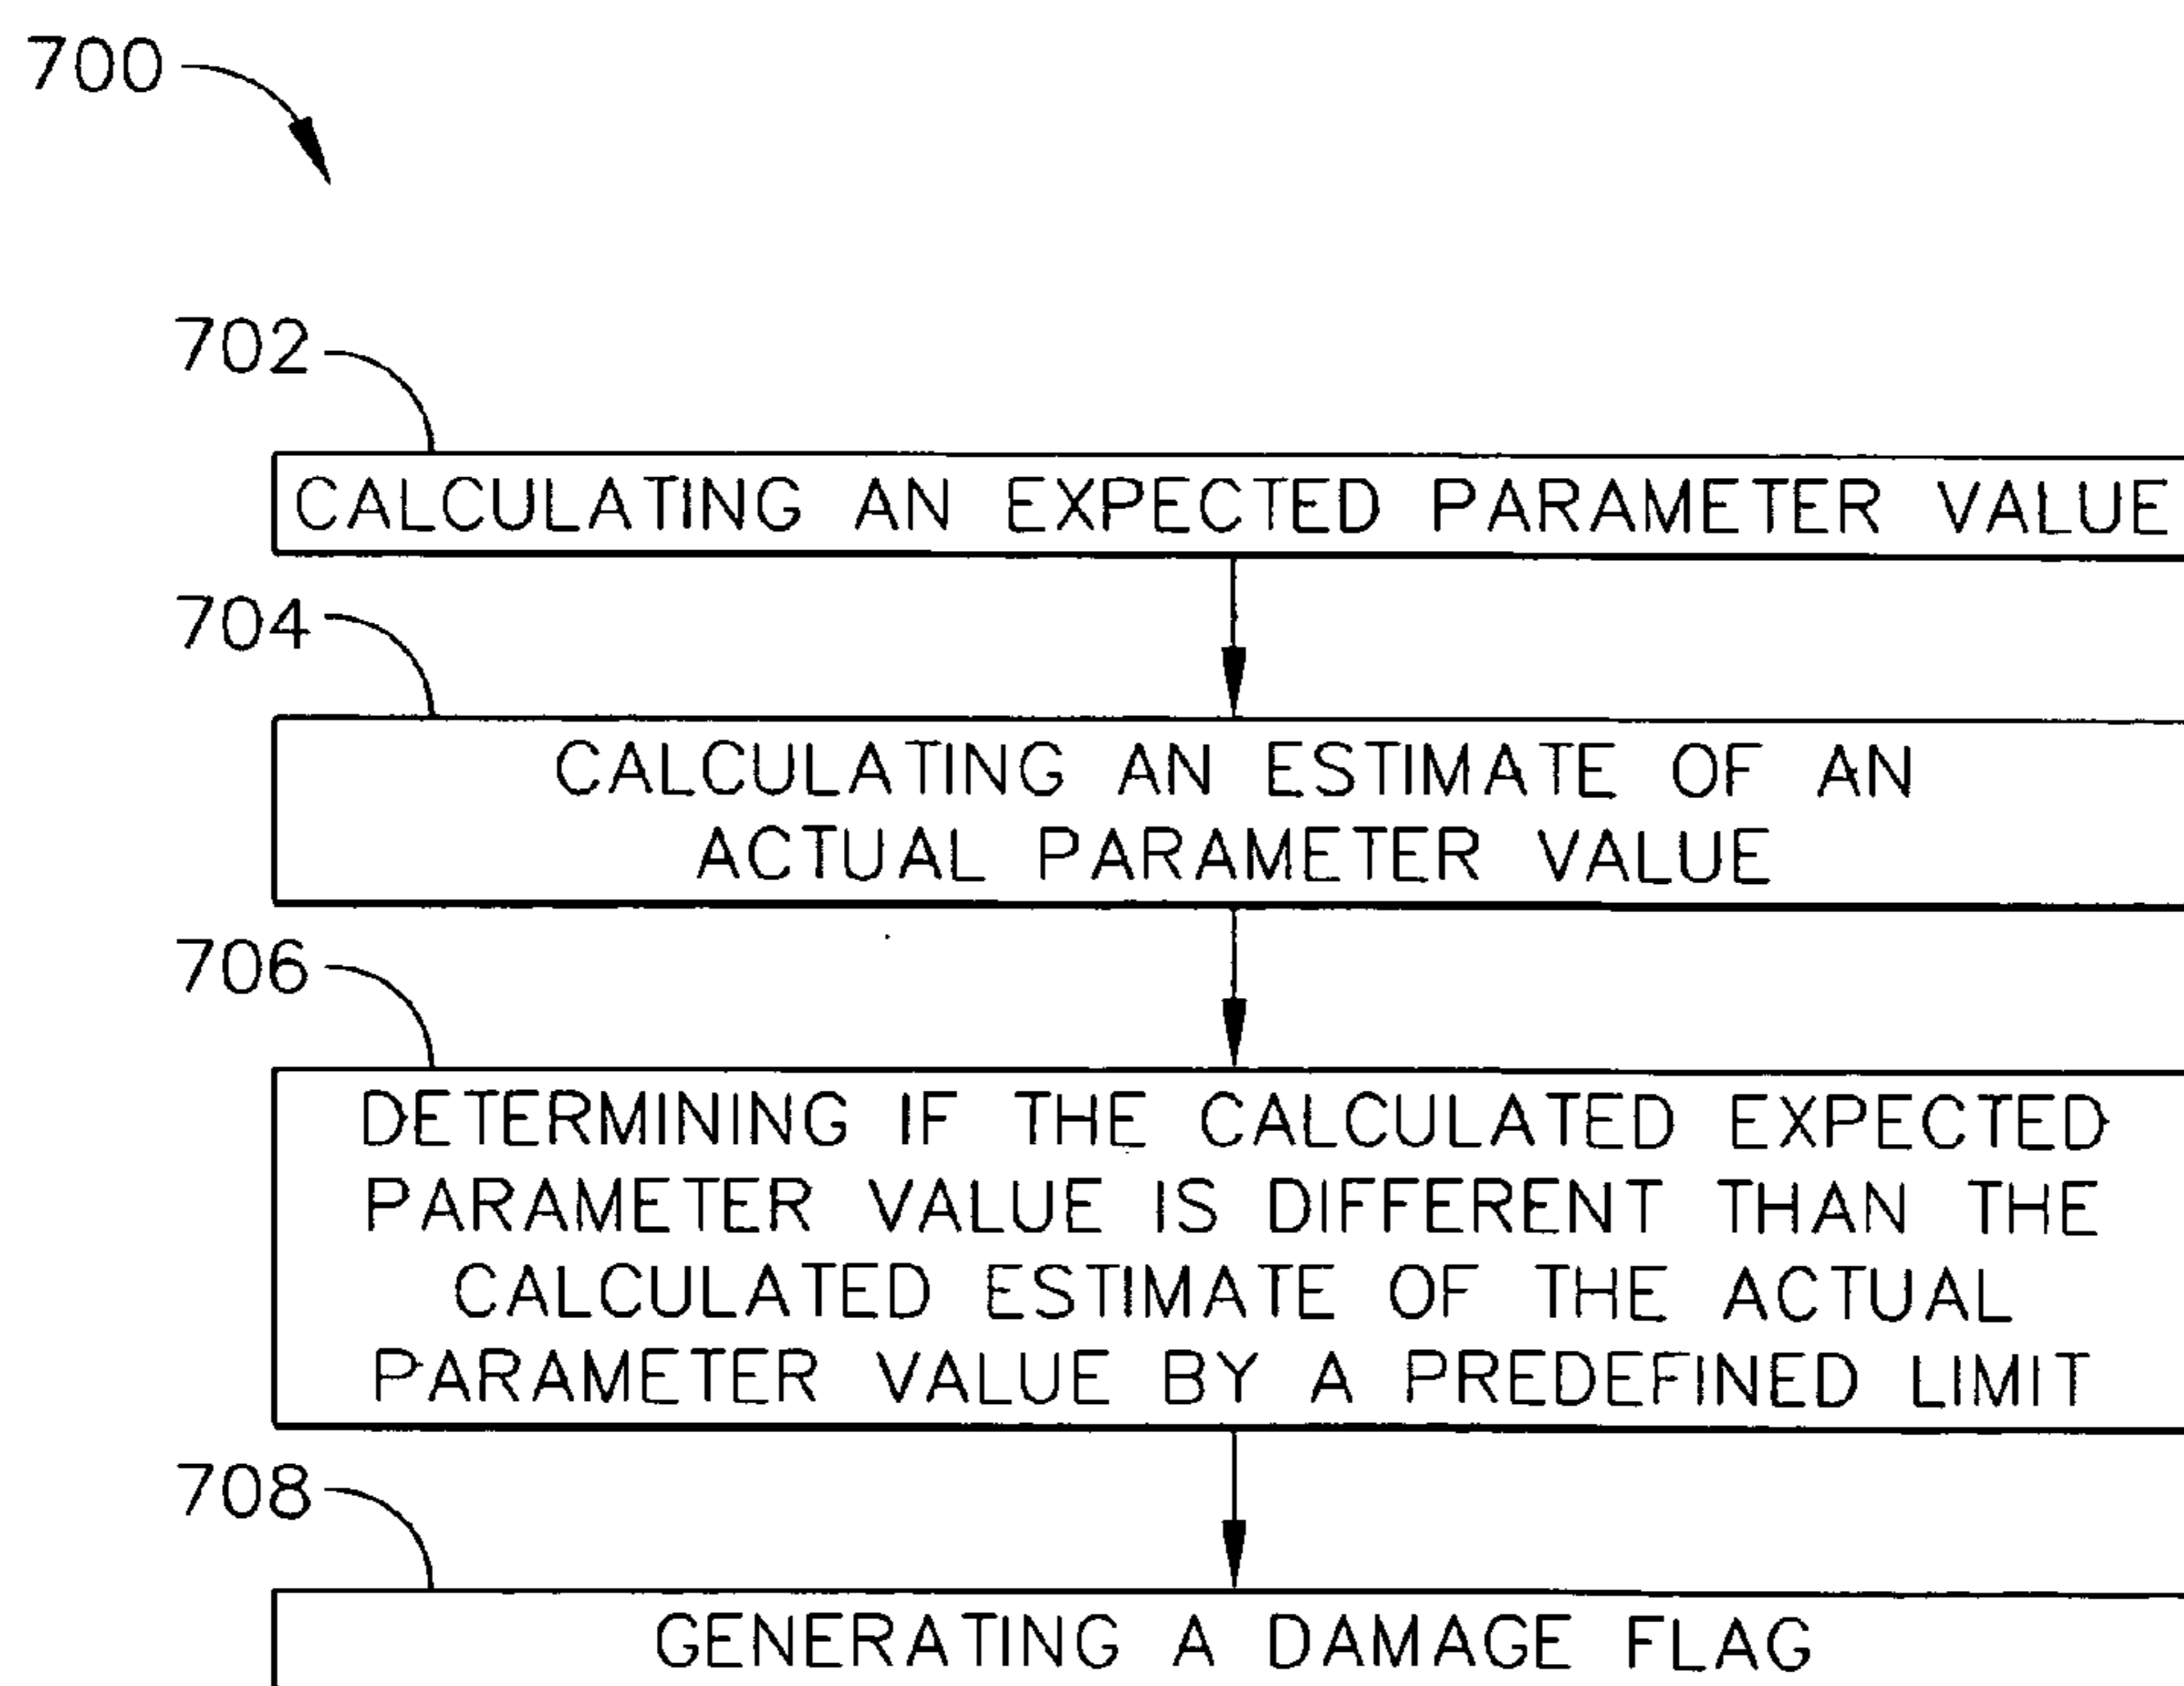 700
702
CALCULATING AN EXPECTED PARAMETER VALUE
704
CALCULATING AN ESTIMATE OF AN
ACTUAL PARAMETER VALUE
706
DETERMINING IF THE CALCULATED EXPECTED
PARAMETER VALUE IS DIFFERENT THAN THE
CALCULATED ESTIMATE OF THE ACTUAL
PARAMETER VALUE BY A PREDEFINED LIMIT
708
GENERATING A DAMAGE FLAG